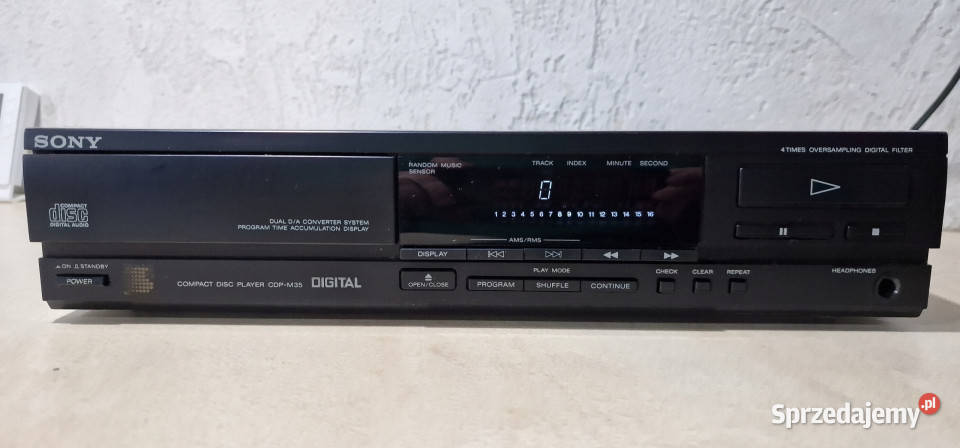 SONY
4 TIMES OVERSAMPLING DIGITAL FILTER
RANDOM MUSIC
SENSOR
TRACK INDEX MINUTE SECOND
0
1 2 3 4 5 6 7 8 9 10 11 12 13 14 15 16
COMPACT
disc
DIGITAL AUDIO
DUAL D/A CONVERTER SYSTEM
PROGRAM TIME ACCUMULATION DISPLAY
AMS/RMS
DISPLAY
ON STANDBY
POWER
COMPACT DISC PLAYER CDP-M35 DIGITAL
OPEN/CLOSE
PLAY MODE
PROGRAM SHUFFLE CONTINUE
CHECK CLEAR REPEAT
HEADPHONES
Sprzedajemy.pl